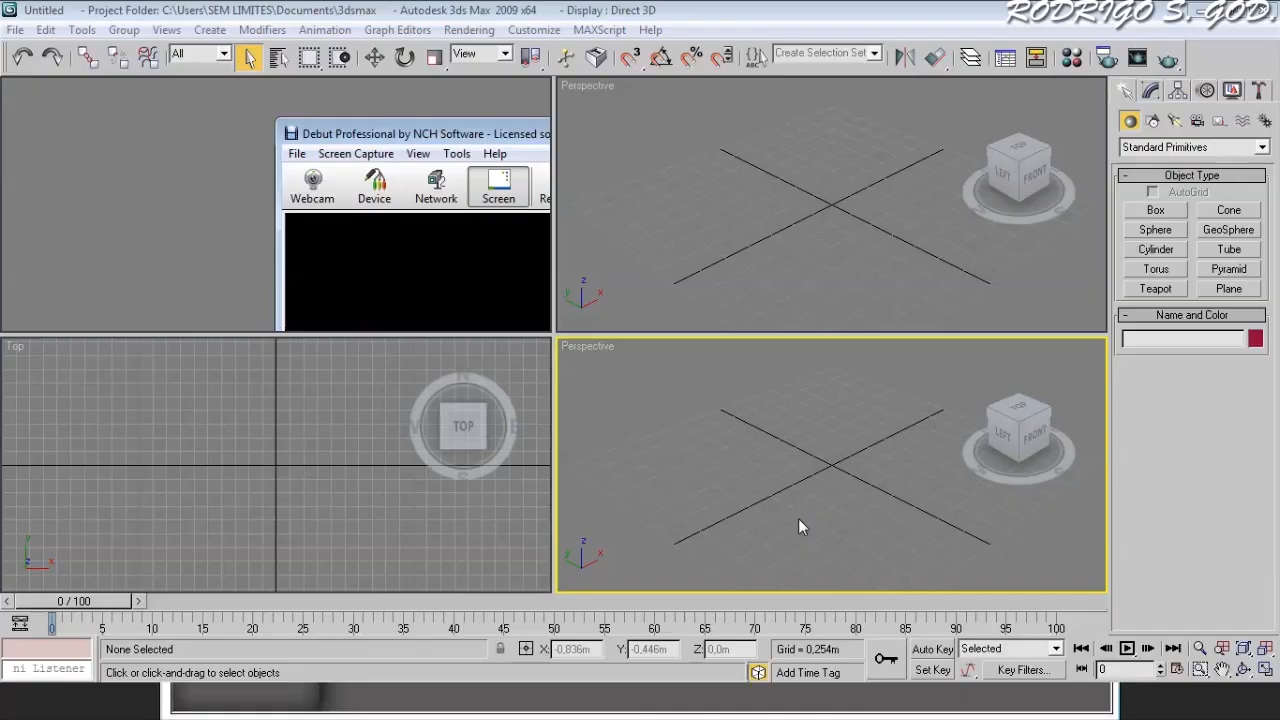 Untitled - Project Folder: C:\Users\SEM LIMITES\Documents\3dsmax - Autodesk 3ds Max 2009 x64 - Display : Direct 3D
RODRIGO S. GOD.
File Edit Tools Group Views Create Modifiers Animation Graph Editors Rendering Customize MAXScript Help
All
View
3
%
ABC
Create Selection Set
Perspective
TOP
LEFT
FRONT
z
y
x
Debut Professional by NCH Software - Licensed so
File Screen Capture View Tools Help
Webcam Device Network Screen Re
Standard Primitives
- Object Type
AutoGrid
Box Cone
Sphere GeoSphere
Cylinder Tube
Torus Pyramid
Teapot Plane
- Name and Color
Top
N
W
TOP
E
S
y
z
x
Perspective
TOP
LEFT
FRONT
z
y
x
< 0 / 100 >
0 5 10 15 20 25 30 35 40 45 50 55 60 65 70 75 80 85 90 95 100
None Selected X: -0,836m Y: -0,446m Z: 0,0m Grid = 0,254m Auto Key Selected
ni Listener Click or click-and-drag to select objects Add Time Tag Set Key Key Filters... 0